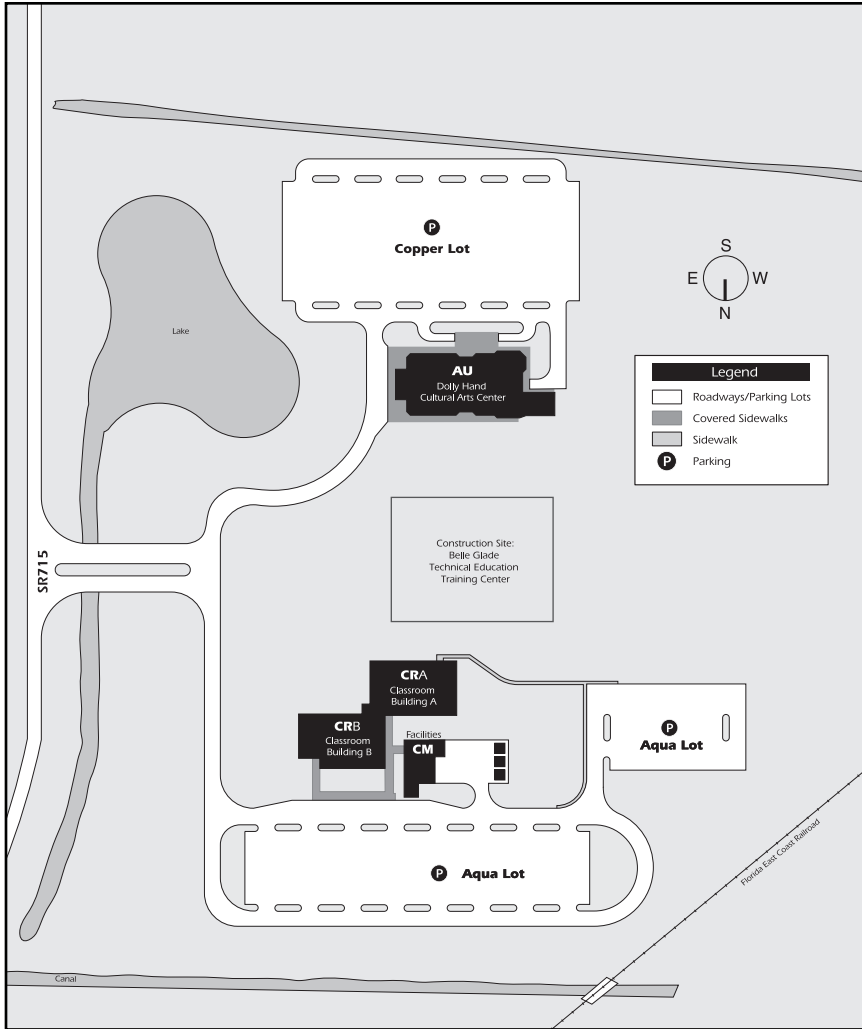 P
Copper Lot
S
E W
N
Lake
AU
Dolly Hand
Cultural Arts Center
Legend
Roadways/Parking Lots
Covered Sidewalks
Sidewalk
P Parking
Construction Site:
Belle Glade
Technical Education
Training Center
SR715
CRA
Classroom
Building A
CRB
Classroom
Building B
Facilities
CM
P
Aqua Lot
P Aqua Lot
Florida East Coast Railroad
Canal